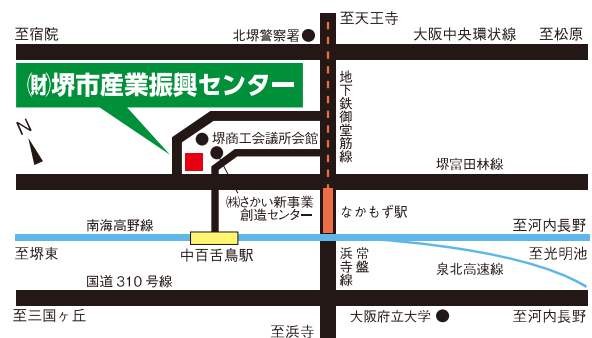 至天王寺
至宿院
北堺警察署
大阪中央環状線
至松原
㈶堺市産業振興センター
地下鉄御堂筋線
N
堺商工会議所会館
堺富田林線
㈱さかい新事業
創造センター
なかもず駅
南海高野線
至河内長野
至堺東
中百舌鳥駅
常盤
浜寺線
至光明池
泉北高速線
国道310号線
至三国ヶ丘
大阪府立大学
至河内長野
至浜寺